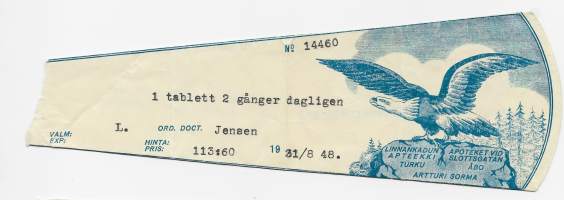 № 14460
1 tablett 2 gånger dagligen
VALM:
EXP:
L. ORD. DOCT. Jensen
HINTA:
PRIS: 113:60 19 31/8 48.
LINNANKADUN
APTEEKKI
TURKU
APOTEKET VID
SLOTTSGATAN
ÅBO
ARTTURI SORMA